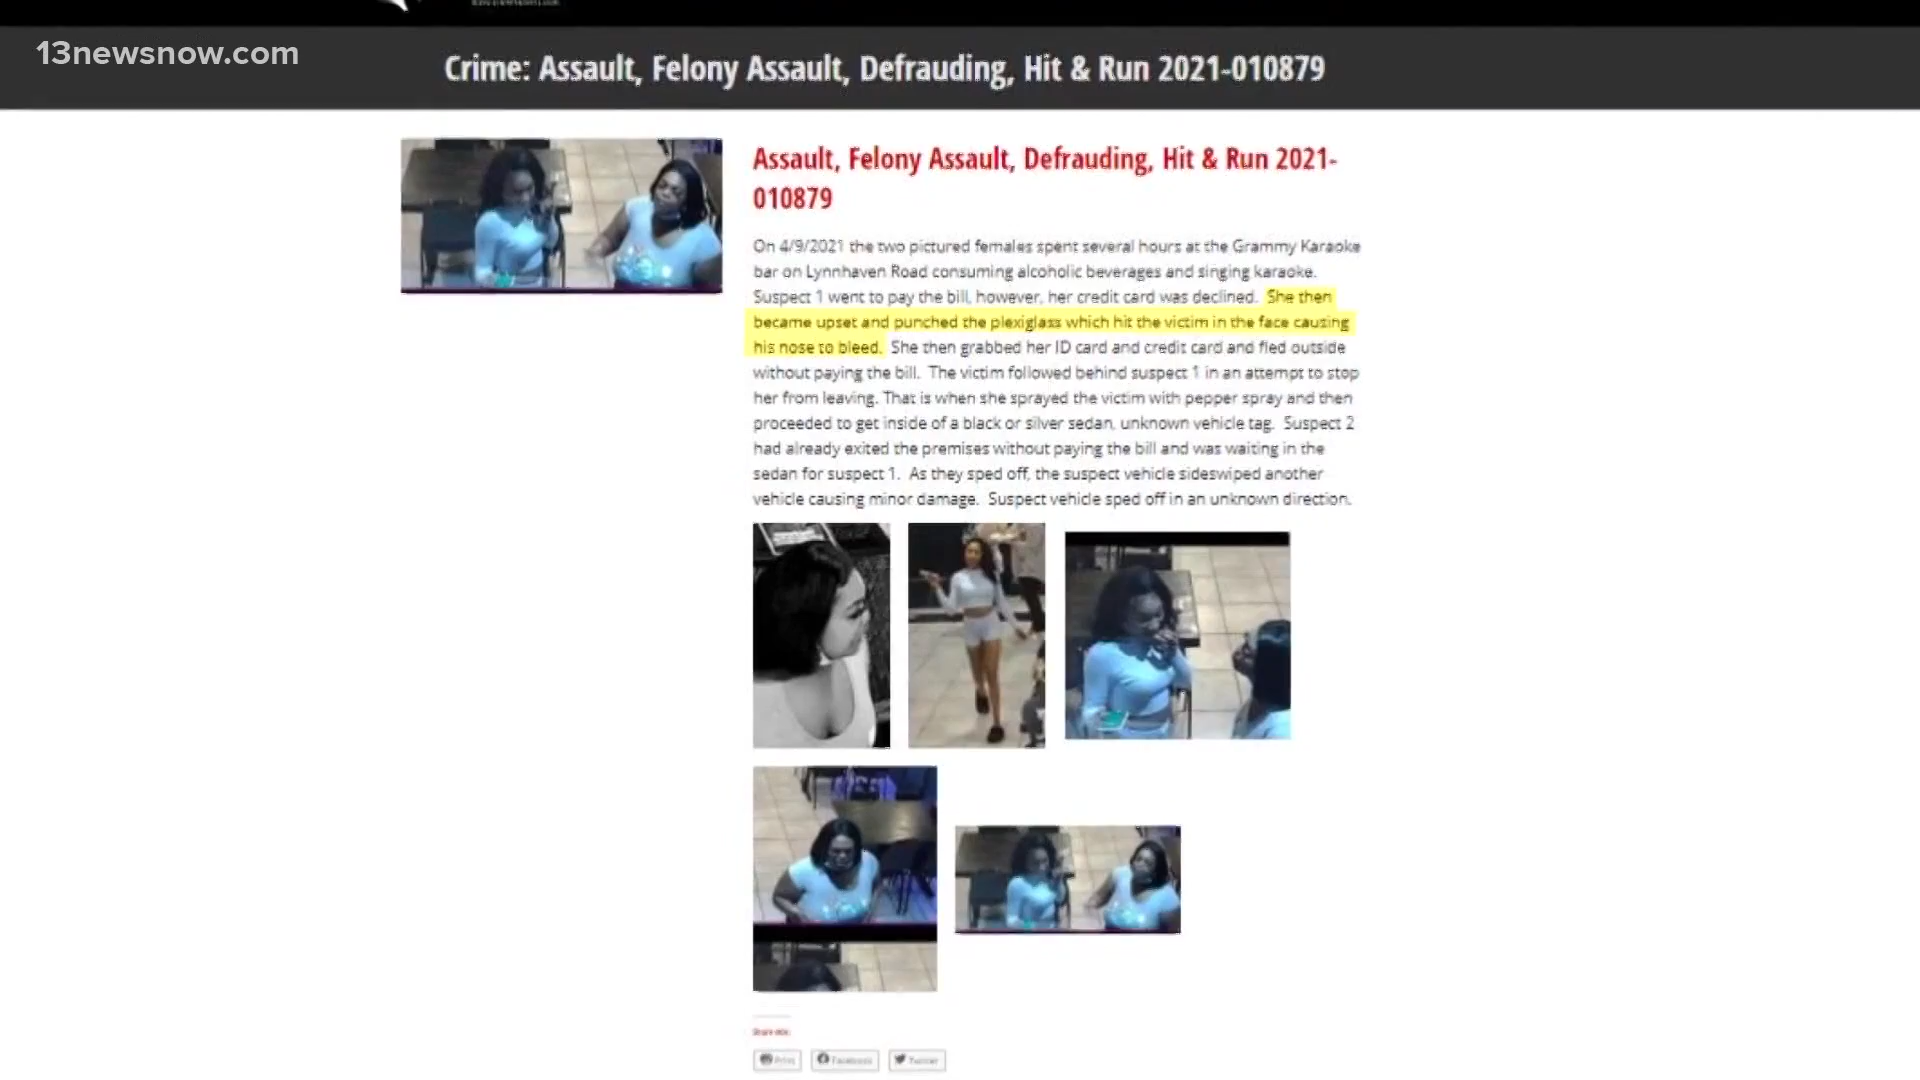 13newsnow.com
Crime: Assault, Felony Assault, Defrauding, Hit & Run 2021-010879
Assault, Felony Assault, Defrauding, Hit & Run 2021-
010879
On 4/9/2021 the two pictured females spent several hours at the Grammy Karaoke
bar on Lynnhaven Road consuming alcoholic beverages and singing karaoke.
Suspect 1 went to pay the bill, however, her credit card was declined. She then
became upset and punched the plexiglass which hit the victim in the face causing
his nose to bleed. She then grabbed her ID card and credit card and fled outside
without paying the bill. The victim followed behind suspect 1 in an attempt to stop
her from leaving. That is when she sprayed the victim with pepper spray and then
proceeded to get inside of a black or silver sedan, unknown vehicle tag. Suspect 2
had already exited the premises without paying the bill and was waiting in the
sedan for suspect 1. As they sped off, the suspect vehicle sideswiped another
vehicle causing minor damage. Suspect vehicle sped off in an unknown direction.
Share this:
Print Facebook Twitter